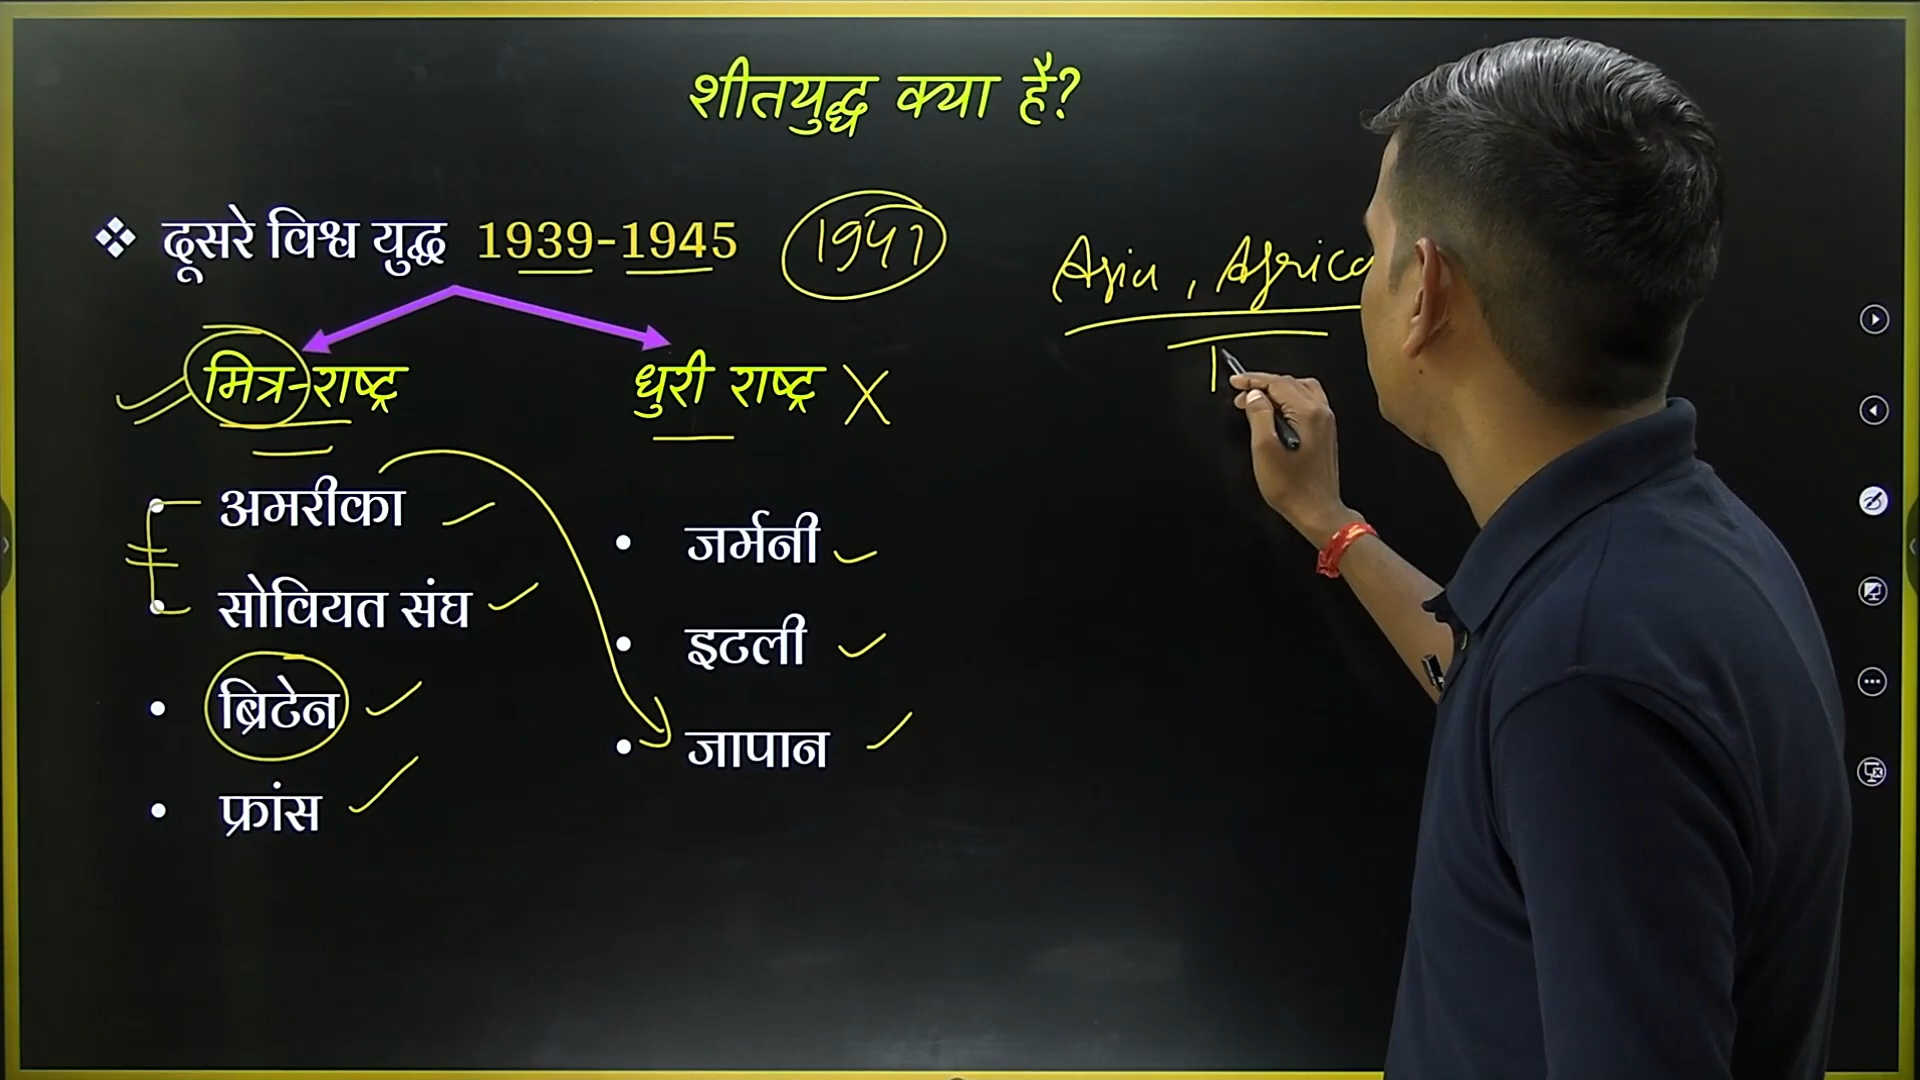 शीतयुद्ध क्या है?
❖ दूसरे विश्व युद्ध 1939-1945 1947
Asia, Africa
मित्र-राष्ट्र
धुरी राष्ट्र X
• अमरीका
• सोवियत संघ
• ब्रिटेन
• फ्रांस
• जर्मनी
• इटली
• जापान